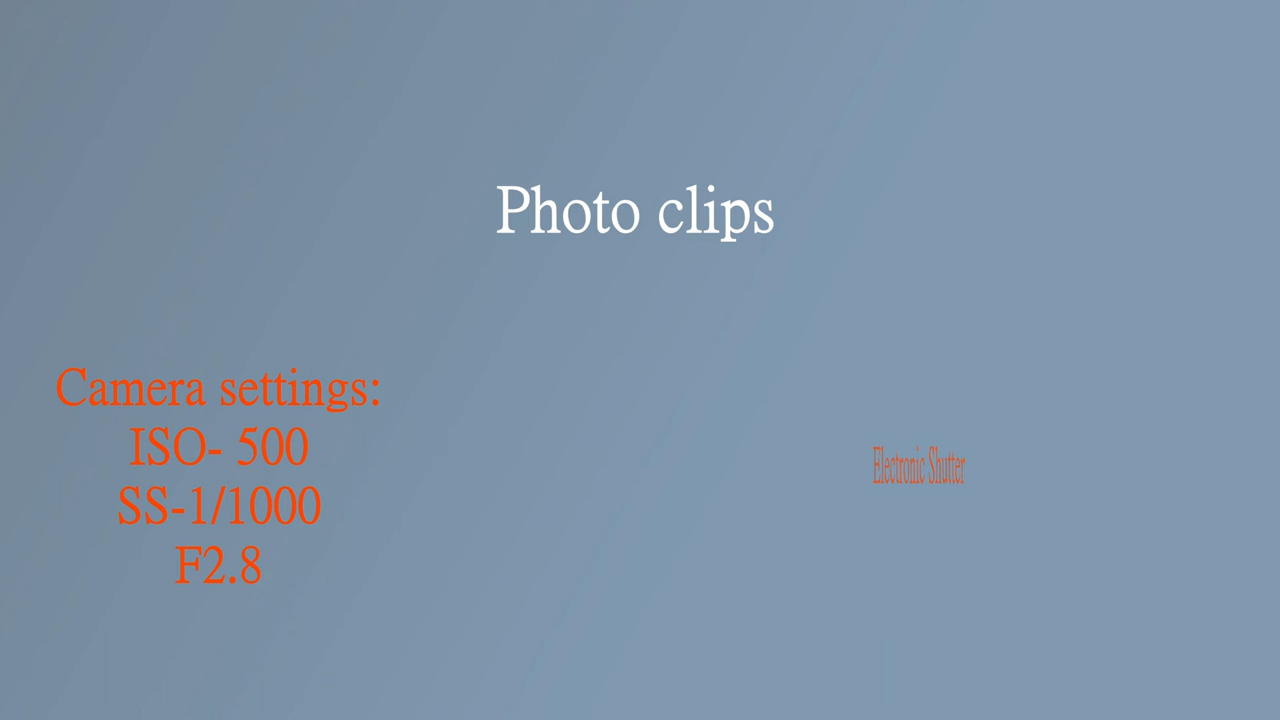 Photo clips
Camera settings:
ISO- 500
SS-1/1000
F2.8
Electronic Shutter